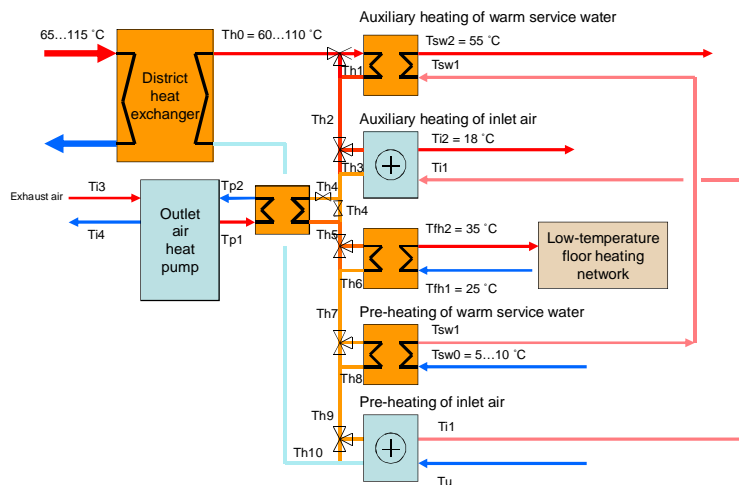 Auxiliary heating of warm service water
65...115 ˚C
Th0 = 60...110 ˚C
Tsw2 = 55 ˚C
Th1
Tsw1
District
heat
exchanger
Th2
Auxiliary heating of inlet air
Ti2 = 18 ˚C
Th3
Ti1
Exhaust air
Ti3
Tp2
Th4
Th4
Ti4
Tp1
Outlet
air
heat
pump
Th5
Tfh2 = 35 ˚C
Low-temperature
floor heating
network
Th6
Tfh1 = 25 ˚C
Th7
Pre-heating of warm service water
Tsw1
Tsw0 = 5...10 ˚C
Th8
Pre-heating of inlet air
Th9
Ti1
Th10
Tu